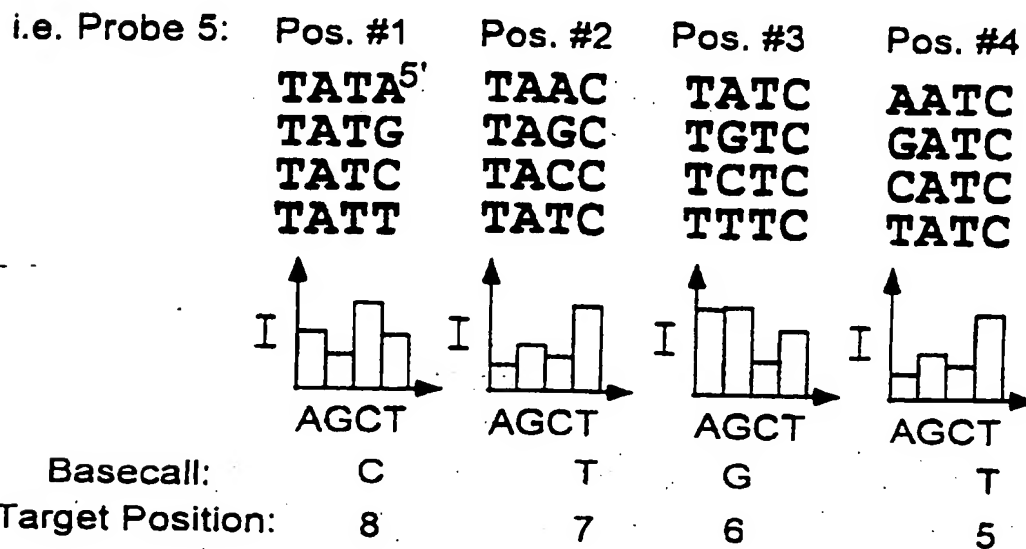 i.e. Probe 5: Pos. #1 Pos. #2 Pos. #3 Pos. #4
TATA5' TAAC TATC AATC
TATG TAGC TGTC GATC
TATC TACC TCTC CATC
TATT TATC TTTC TATC
I I I I
AGCT AGCT AGCT AGCT
Basecall: C T G T
Target Position: 8 7 6 5